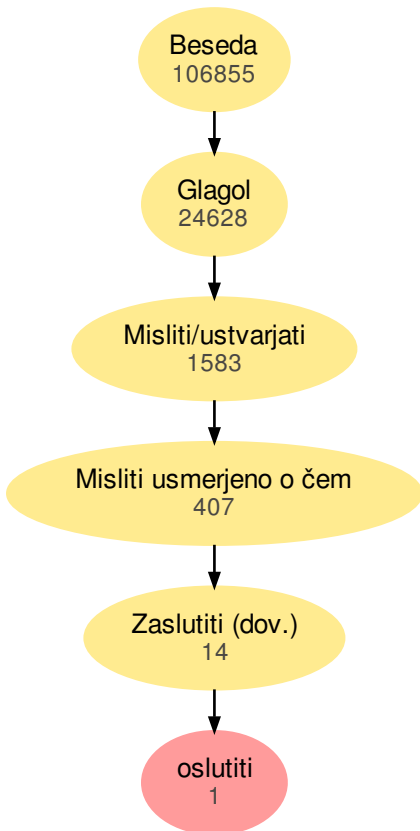 Beseda
106855
Glagol
24628
Misliti/ustvarjati
1583
Misliti usmerjeno o čem
407
Zaslutiti (dov.)
14
oslutiti
1